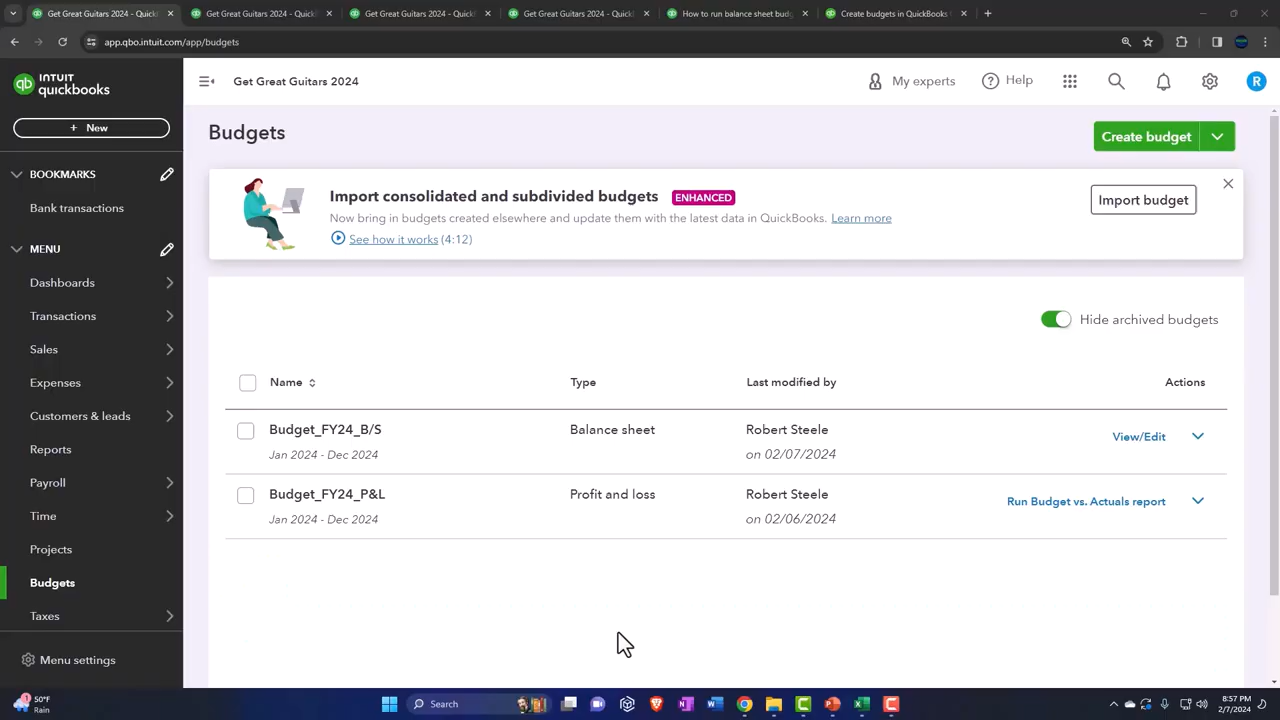 Get Great Guitars 2024 - Quick
Get Great Guitars 2024 - Quick
Get Great Guitars 2024 - Quick
Get Great Guitars 2024 - Quick
How to run balance sheet budg
Create budgets in QuickBooks
app.qbo.intuit.com/app/budgets
INTUIT
quickbooks
Get Great Guitars 2024
My experts
Help
R
+ New
Budgets
Create budget
BOOKMARKS
Bank transactions
MENU
Dashboards
Transactions
Sales
Expenses
Customers & leads
Reports
Payroll
Time
Projects
Budgets
Taxes
Menu settings
Import consolidated and subdivided budgets ENHANCED
Now bring in budgets created elsewhere and update them with the latest data in QuickBooks. Learn more
See how it works (4:12)
Import budget
Hide archived budgets
Name Type Last modified by Actions
Budget_FY24_B/S Balance sheet Robert Steele View/Edit
Jan 2024 - Dec 2024 on 02/07/2024
Budget_FY24_P&L Profit and loss Robert Steele Run Budget vs. Actuals report
Jan 2024 - Dec 2024 on 02/06/2024
50°F
Rain
Search
8:57 PM
2/7/2024